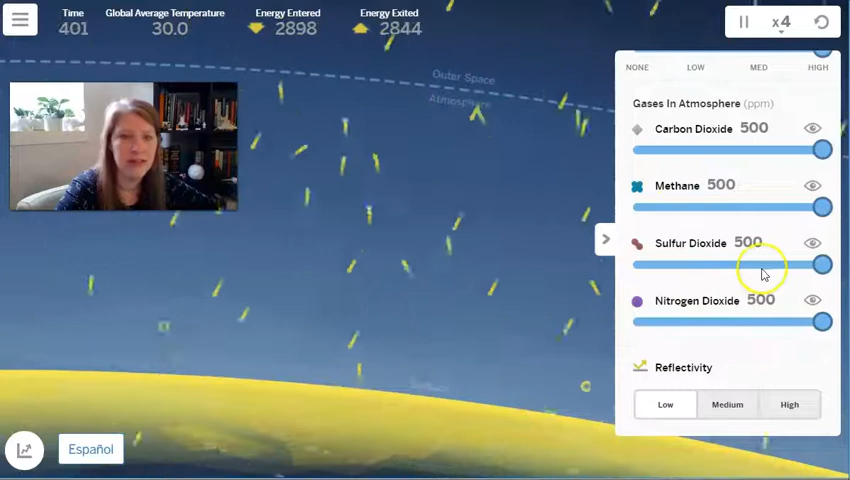 Time
401
Global Average Temperature
30.0
Energy Entered
2898
Energy Exited
2844
x4
Outer Space
Atmosphere
NONE LOW MED HIGH
Gases In Atmosphere (ppm)
Carbon Dioxide 500
Methane 500
Sulfur Dioxide 500
Nitrogen Dioxide 500
Reflectivity
Low Medium High
Español